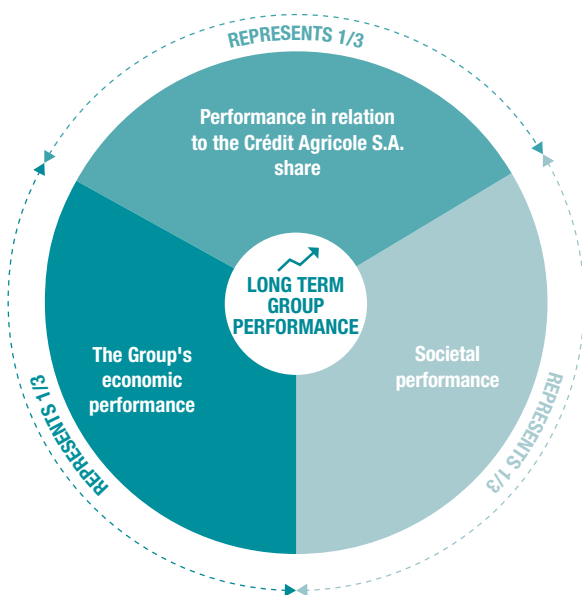 REPRESENTS 1/3
Performance in relation
to the Crédit Agricole S.A.
share
LONG TERM
GROUP
PERFORMANCE
The Group's
economic
performance
Societal
performance
REPRESENTS 1/3
REPRESENTS 1/3